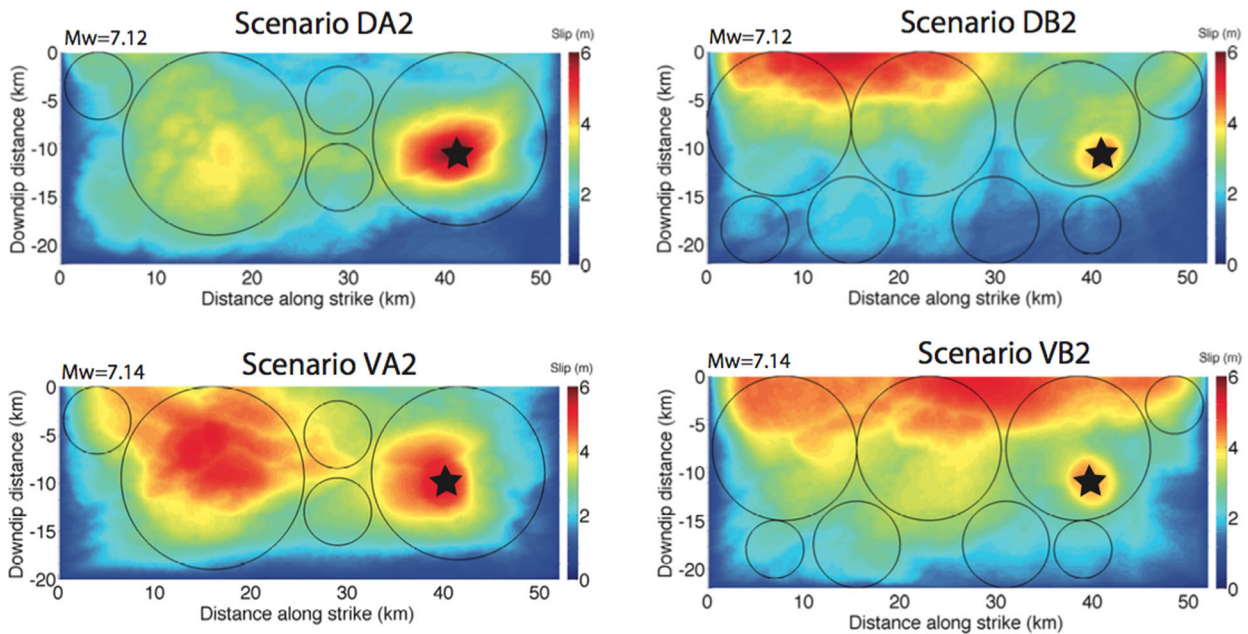 Scenario DA2
Mw=7.12
Slip (m)
Downdip distance (km)
0
-5
-10
-15
-20
0 10 20 30 40 50
Distance along strike (km)
6
4
2
0
Scenario DB2
Mw=7.12
Slip (m)
Downdip distance (km)
0
-5
-10
-15
-20
0 10 20 30 40 50
Distance along strike (km)
6
4
2
0
Scenario VA2
Mw=7.14
Slip (m)
Downdip distance (km)
0
-5
-10
-15
-20
0 10 20 30 40 50
Distance along strike (km)
6
4
2
0
Scenario VB2
Mw=7.14
Slip (m)
Downdip distance (km)
0
-5
-10
-15
-20
0 10 20 30 40 50
Distance along strike (km)
6
4
2
0